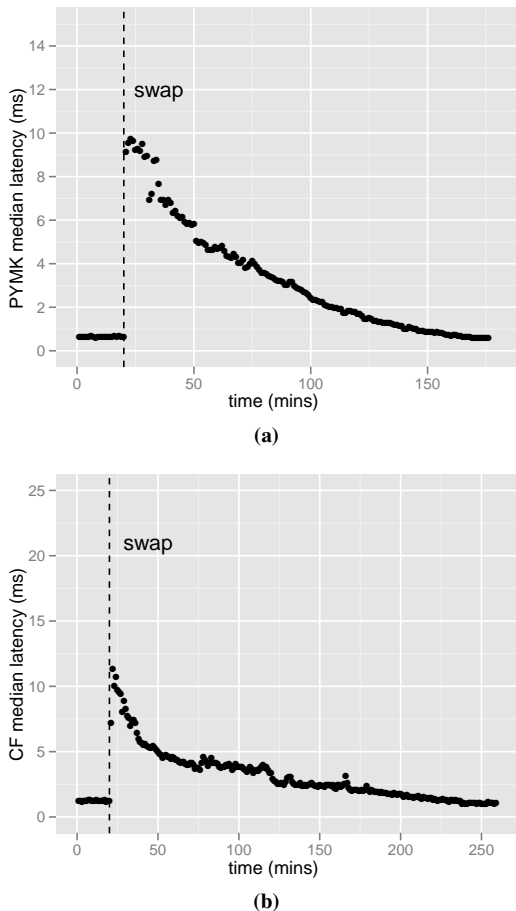 PYMK median latency (ms)
14
12
10
8
6
4
2
0
swap
0 50 100 150
time (mins)
(a)
CF median latency (ms)
25
20
15
10
5
0
swap
0 50 100 150 200 250
time (mins)
(b)